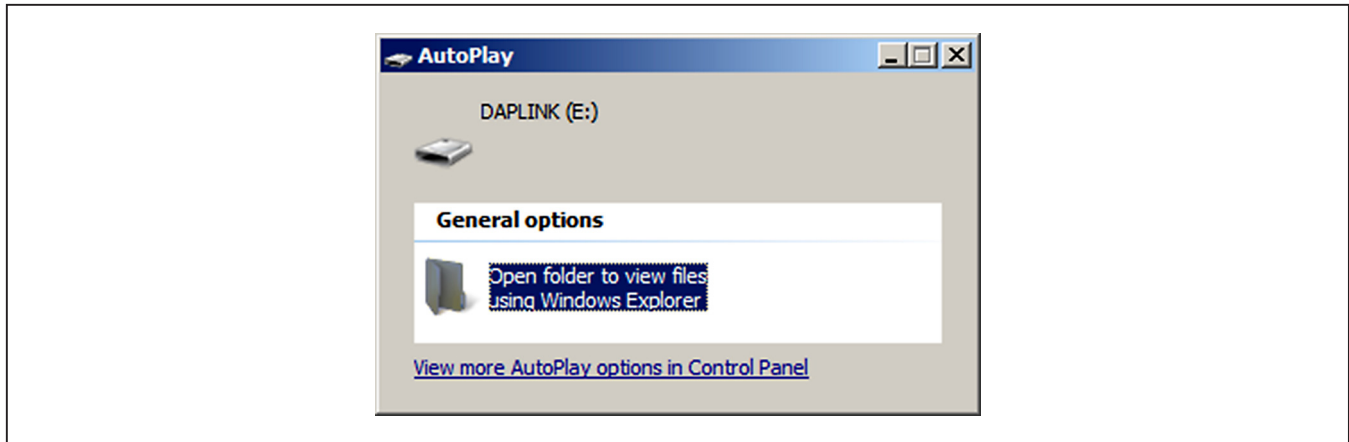 AutoPlay
DAPLINK (E:)
General options
Open folder to view files
using Windows Explorer
View more AutoPlay options in Control Panel